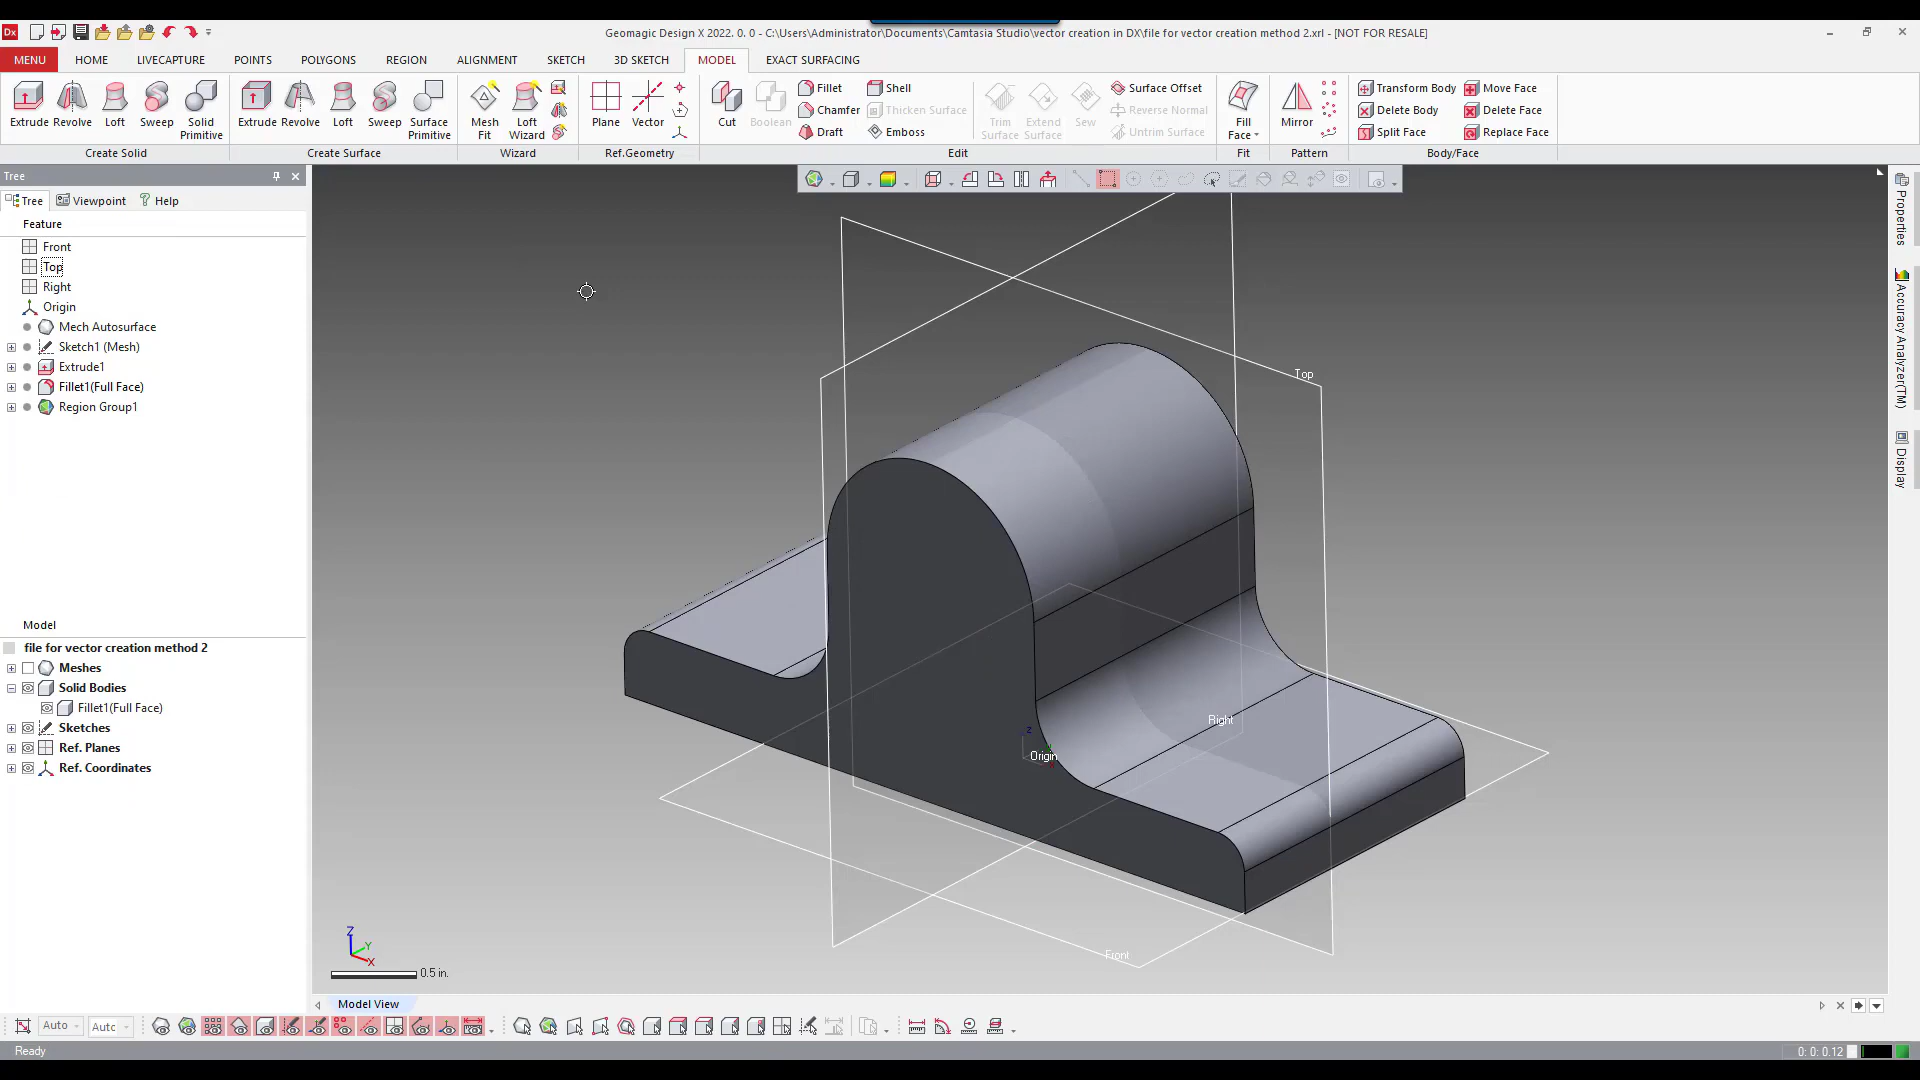 Dx
Geomagic Design X 2022. 0. 0 - C:\Users\Administrator\Documents\Camtasia Studio\vector creation in DX\file for vector creation method 2.xrl - [NOT FOR RESALE]
MENU HOME LIVECAPTURE POINTS POLYGONS REGION ALIGNMENT SKETCH 3D SKETCH MODEL EXACT SURFACING
Extrude Revolve Loft Sweep Solid Primitive
Create Solid
Extrude Revolve Loft Sweep Surface Primitive
Create Surface
Mesh Fit Loft Wizard
Wizard
Plane Vector
Ref.Geometry
Cut Boolean
Fillet Shell
Chamfer Thicken Surface
Draft Emboss
Trim Surface Extend Surface Sew
Surface Offset
Reverse Normal
Untrim Surface
Edit
Fill Face
Fit
Mirror
Pattern
Transform Body Move Face
Delete Body Delete Face
Split Face Replace Face
Body/Face
Tree
Tree Viewpoint Help
Feature
Front
Top
Right
Origin
Mech Autosurface
Sketch1 (Mesh)
Extrude1
Fillet1(Full Face)
Region Group1
Model
file for vector creation method 2
Meshes
Solid Bodies
Fillet1(Full Face)
Sketches
Ref. Planes
Ref. Coordinates
Top
Right
Z
Origin
Front
Z
Y
X
0.5 in.
Properties
Accuracy Analyzer(TM)
Display
Model View
Auto Auto
Ready
0: 0: 0.12